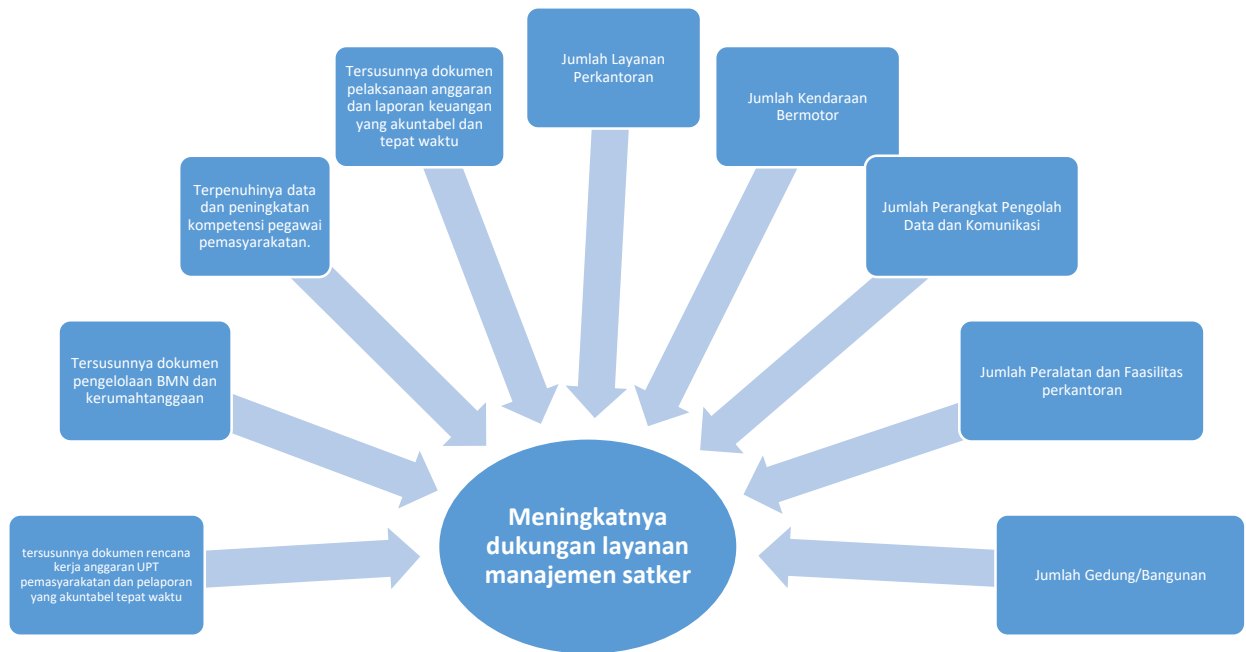 Jumlah Layanan
Perkantoran
Tersusunnya dokumen
pelaksanaan anggaran
dan laporan keuangan
yang akuntabel dan
tepat waktu
Jumlah Kendaraan
Bermotor
Terpenuhinya data
dan peningkatan
kompetensi pegawai
pemasyarakatan.
Jumlah Perangkat Pengolah
Data dan Komunikasi
Tersusunnya dokumen
pengelolaan BMN dan
kerumahtanggaan
Jumlah Peralatan dan Faasilitas
perkantoran
tersusunnya dokumen rencana
kerja anggaran UPT
pemasyarakatan dan pelaporan
yang akuntabel tepat waktu
Meningkatnya
dukungan layanan
manajemen satker
Jumlah Gedung/Bangunan